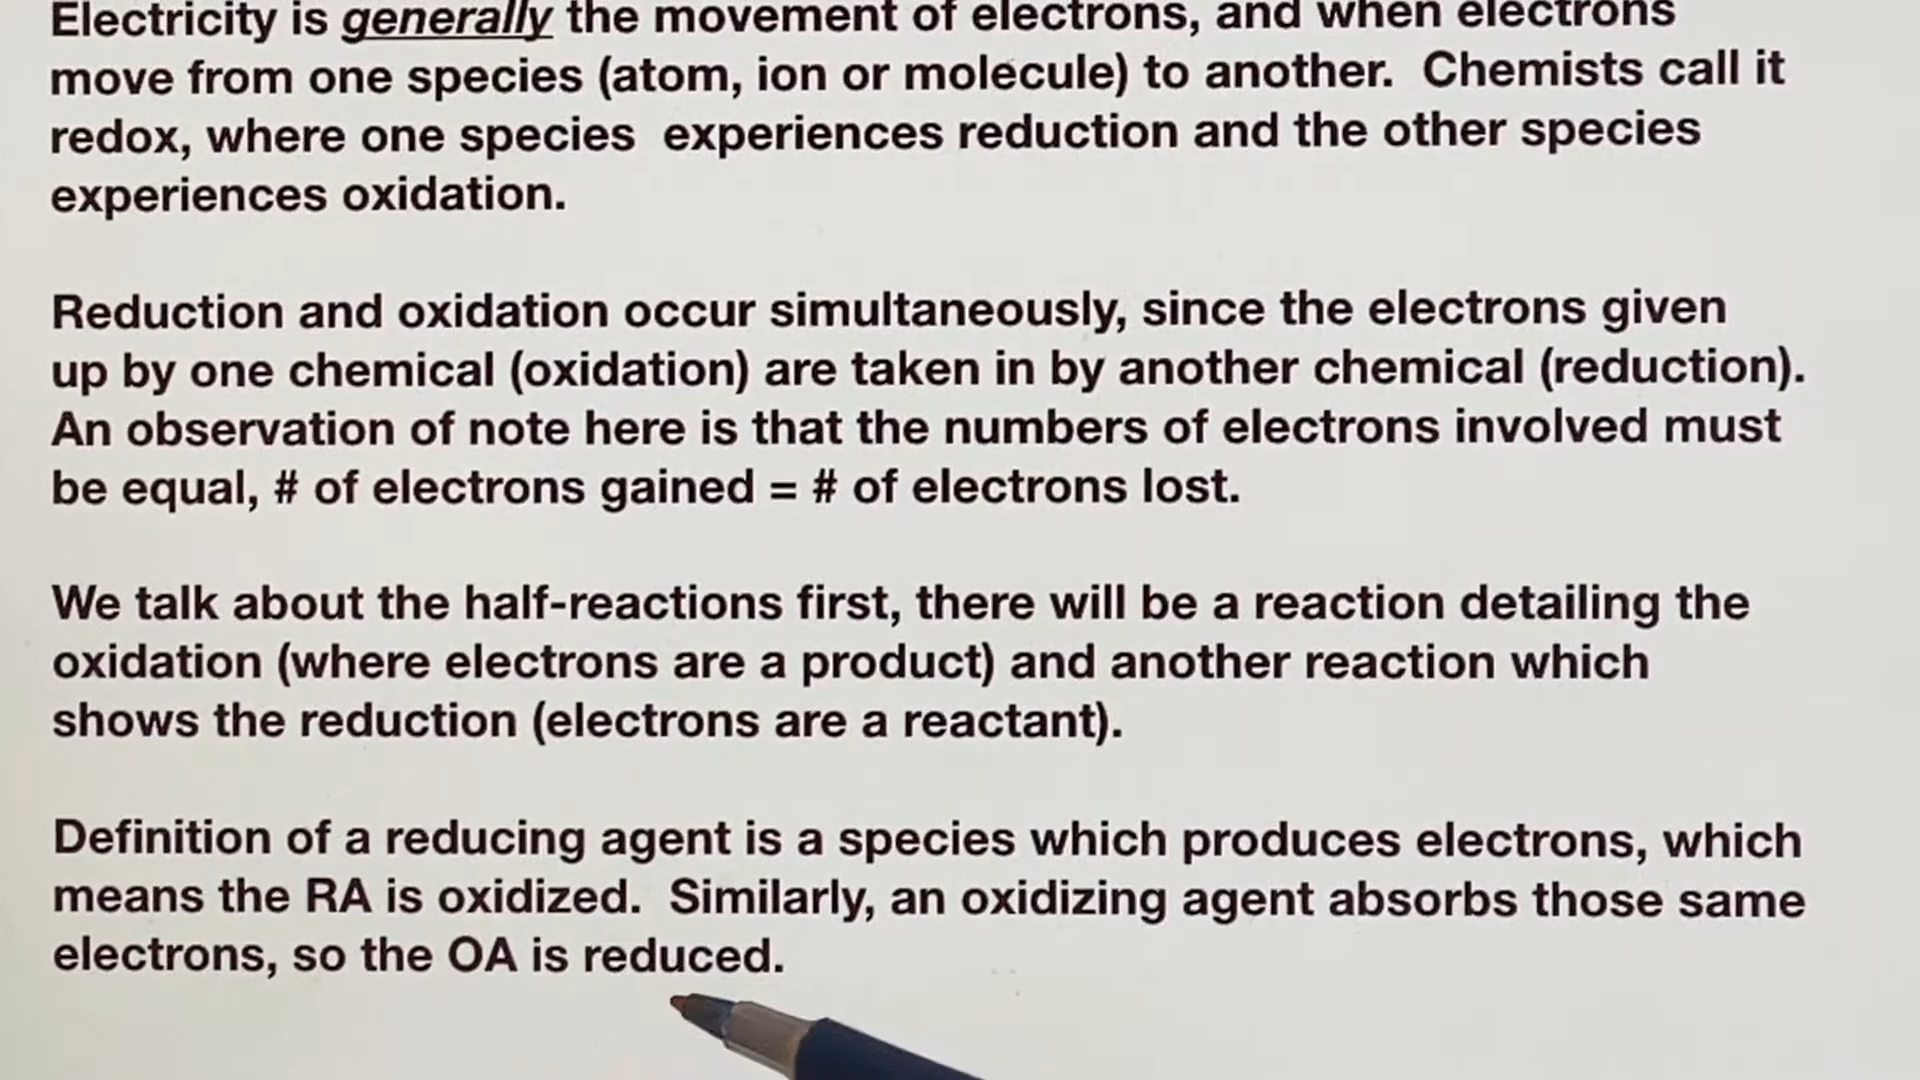 Electricity is generally the movement of electrons, and when electrons
move from one species (atom, ion or molecule) to another.  Chemists call it
redox, where one species  experiences reduction and the other species
experiences oxidation.
Reduction and oxidation occur simultaneously, since the electrons given
up by one chemical (oxidation) are taken in by another chemical (reduction).
An observation of note here is that the numbers of electrons involved must
be equal, # of electrons gained = # of electrons lost.
We talk about the half-reactions first, there will be a reaction detailing the
oxidation (where electrons are a product) and another reaction which
shows the reduction (electrons are a reactant).
Definition of a reducing agent is a species which produces electrons, which
means the RA is oxidized.  Similarly, an oxidizing agent absorbs those same
electrons, so the OA is reduced.